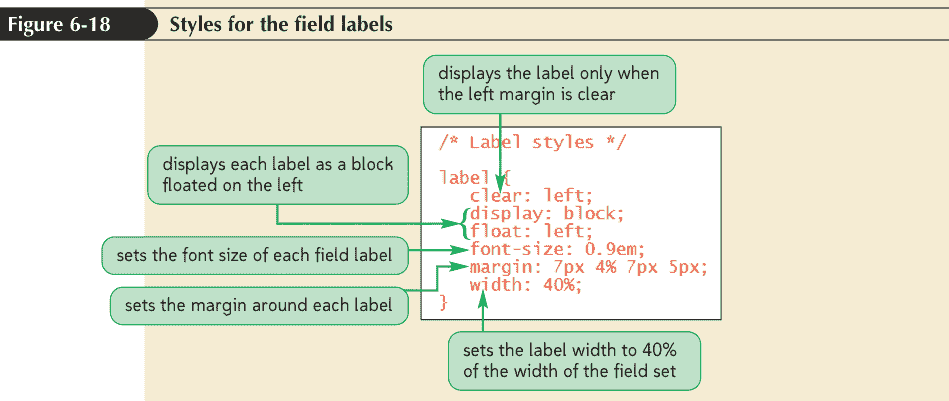 Figure 6-18 Styles for the field labels
displays the label only when
the left margin is clear
displays each label as a block
floated on the left
sets the font size of each field label
sets the margin around each label
/* Label styles */
label {
clear: left;
display: block;
float: left;
font-size: 0.9em;
margin: 7px 4% 7px 5px;
width: 40%;
}
sets the label width to 40%
of the width of the field set